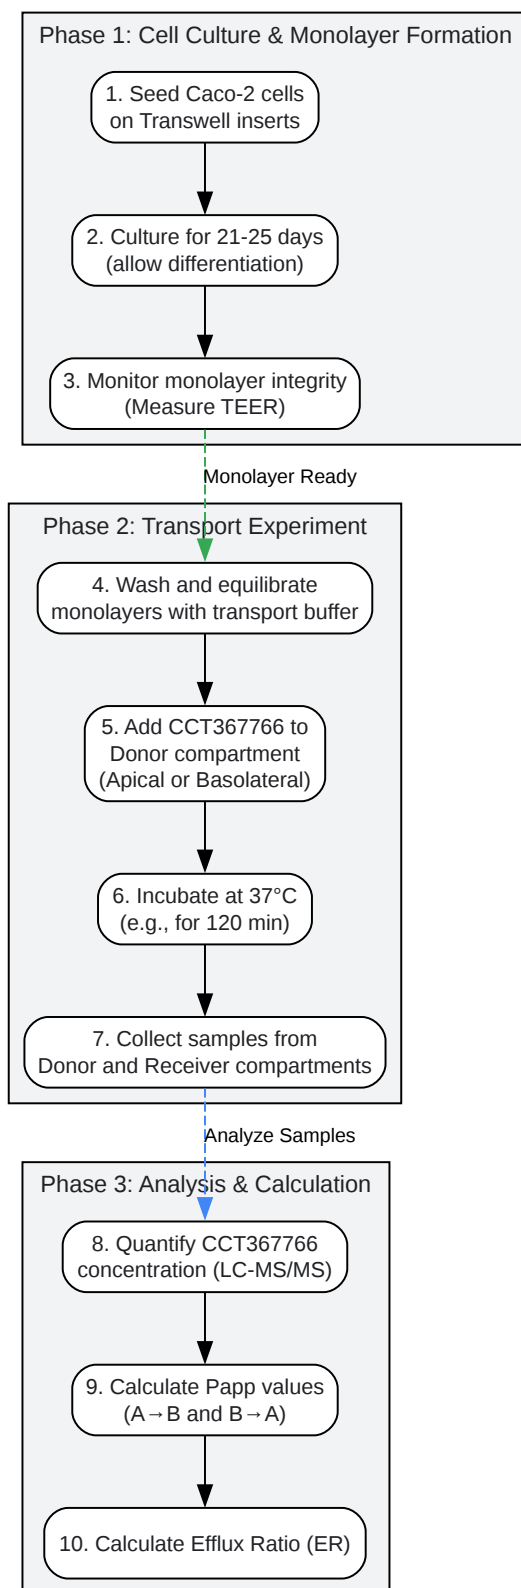 Phase 1: Cell Culture & Monolayer Formation
1. Seed Caco-2 cells
on Transwell inserts
2. Culture for 21-25 days
(allow differentiation)
3. Monitor monolayer integrity
(Measure TEER)
Monolayer Ready
Phase 2: Transport Experiment
4. Wash and equilibrate
monolayers with transport buffer
5. Add CCT367766 to
Donor compartment
(Apical or Basolateral)
6. Incubate at 37°C
(e.g., for 120 min)
7. Collect samples from
Donor and Receiver compartments
Analyze Samples
Phase 3: Analysis & Calculation
8. Quantify CCT367766
concentration (LC-MS/MS)
9. Calculate Papp values
(A→B and B→A)
10. Calculate Efflux Ratio (ER)